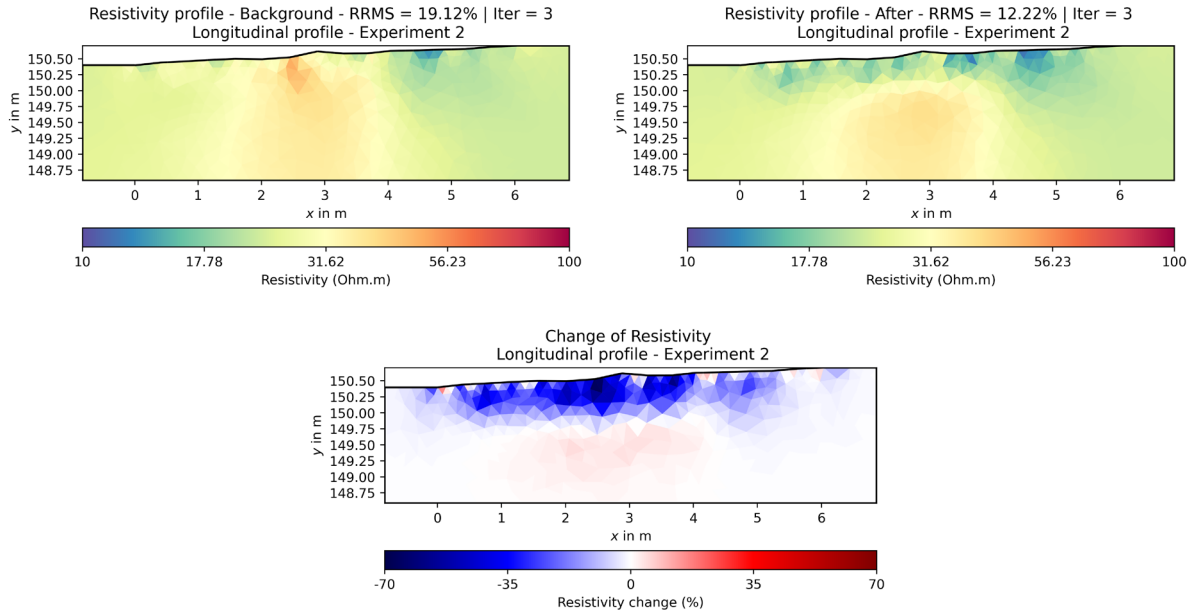 Resistivity profile - Background - RRMS = 19.12% | Iter = 3
Longitudinal profile - Experiment 2
150.50
150.25
150.00
149.75
149.50
149.25
149.00
148.75
y in m
0 1 2 3 4 5 6
x in m
10 17.78 31.62 56.23 100
Resistivity (Ohm.m)
Resistivity profile - After - RRMS = 12.22% | Iter = 3
Longitudinal profile - Experiment 2
150.50
150.25
150.00
149.75
149.50
149.25
149.00
148.75
y in m
0 1 2 3 4 5 6
x in m
10 17.78 31.62 56.23 100
Resistivity (Ohm.m)
Change of Resistivity
Longitudinal profile - Experiment 2
150.50
150.25
150.00
149.75
149.50
149.25
149.00
148.75
y in m
0 1 2 3 4 5 6
x in m
-70 -35 0 35 70
Resistivity change (%)